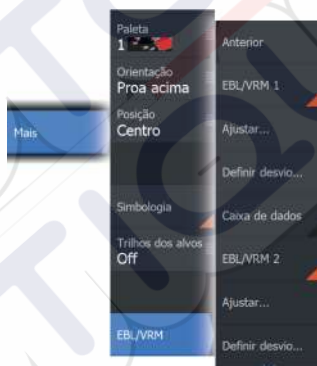 Mais
Paleta
1
Orientação
Proa acima
Posição
Centro
Simbologia
Trilhos dos alvos
Off
EBL/VRM
Anterior
EBL/VRM 1
Ajustar...
Definir desvio...
Caixa de dados
EBL/VRM 2
Ajustar...
Definir desvio...